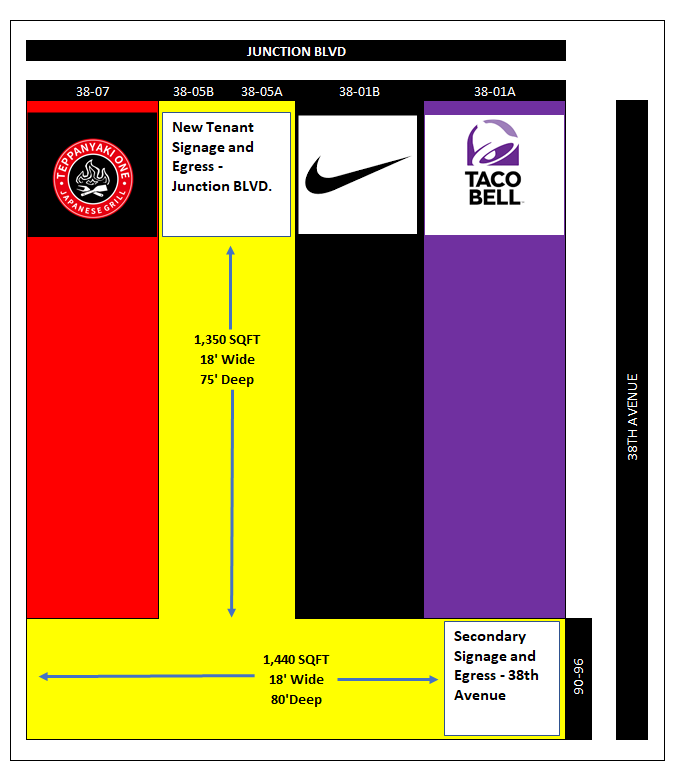 JUNCTION BLVD
38-07
38-05B
38-05A
38-01B
38-01A
TEPPANYAKI ONE
JAPANESE GRILL
New Tenant
Signage and
Egress -
Junction BLVD.
TACO
BELL
1,350 SQFT
18' Wide
75' Deep
38TH AVENUE
1,440 SQFT
18' Wide
80'Deep
Secondary
Signage and
Egress - 38th
Avenue
90-96